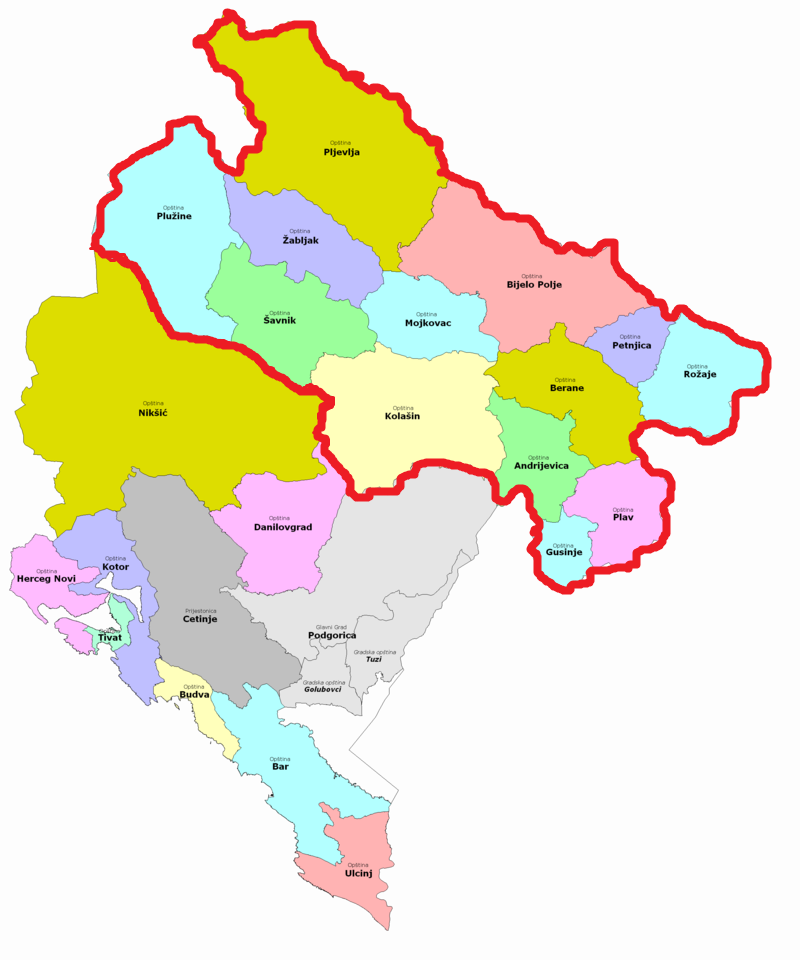 Opština
Pljevlja
Opština
Plužine
Opština
Žabljak
Opština
Bijelo Polje
Opština
Šavnik
Opština
Mojkovac
Opština
Petnjica
Opština
Rožaje
Opština
Berane
Opština
Nikšić
Opština
Kolašin
Opština
Andrijevica
Opština
Plav
Opština
Danilovgrad
Opština
Gusinje
Opština
Kotor
Opština
Herceg Novi
Prijestonica
Cetinje
Opština
Tivat
Glavni Grad
Podgorica
Gradska opština
Tuzi
Gradska opština
Golubovci
Opština
Budva
Opština
Bar
Opština
Ulcinj